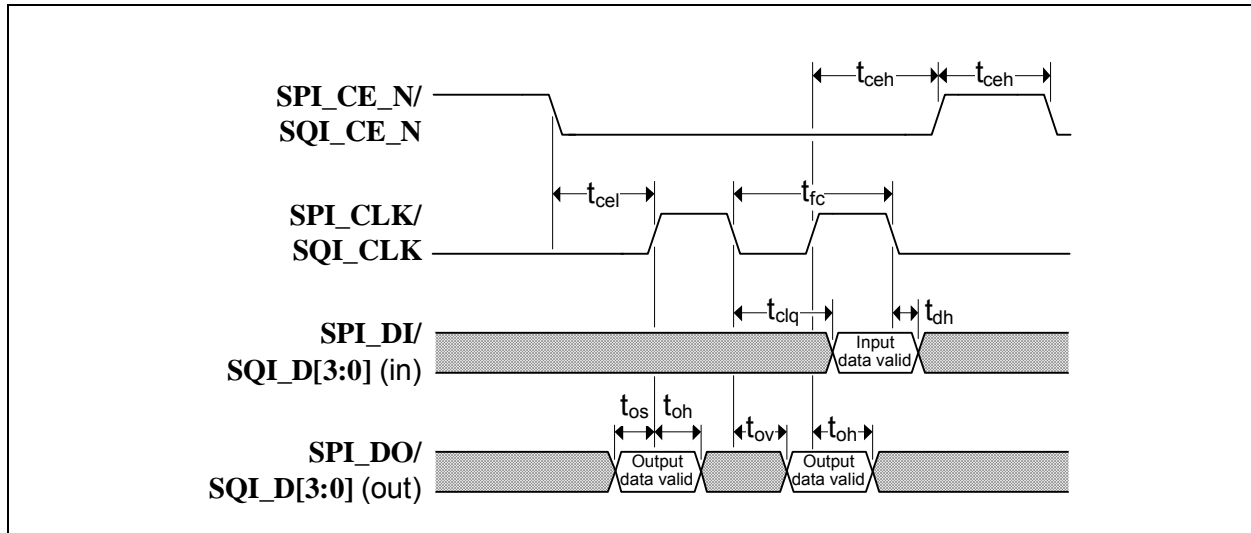 t_ceh t_ceh
SPI_CE_N/
SQI_CE_N
t_cel t_fc
SPI_CLK/
SQI_CLK
t_clq t_dh
SPI_DI/
SQI_D[3:0] (in)
Input
data valid
t_os t_oh t_ov t_oh
SPI_DO/
SQI_D[3:0] (out)
Output
data valid
Output
data valid